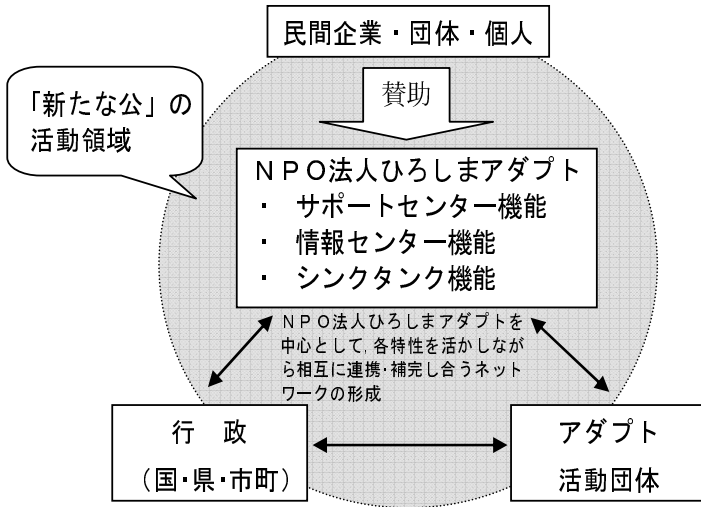 民間企業・団体・個人
「新たな公」の
活動領域
賛助
ＮＰＯ法人ひろしまアダプト
・　サポートセンター機能
・　情報センター機能
・　シンクタンク機能
ＮＰＯ法人ひろしまアダプトを
中心として,各特性を活かしなが
ら相互に連携・補完し合うネット
ワークの形成
行　政
（国・県・市町）
アダプト
活動団体